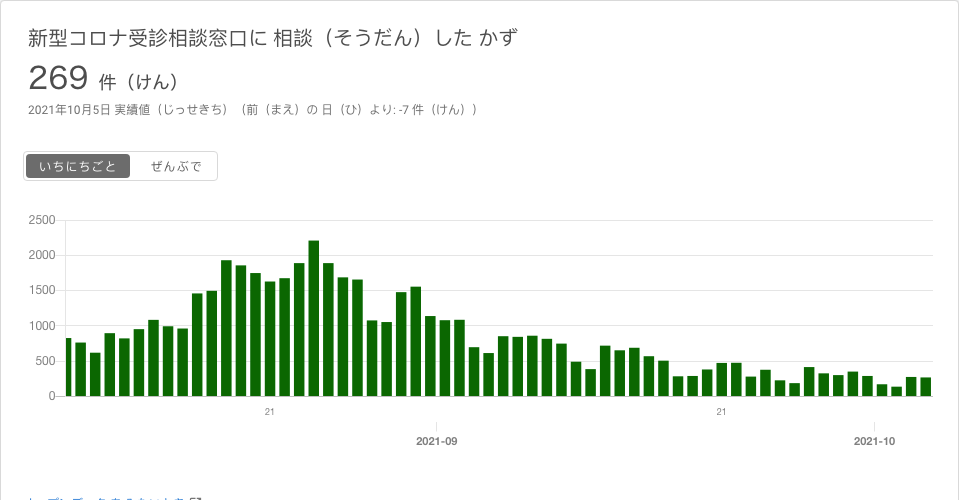 新型コロナ受診相談窓口に 相談（そうだん）した かず
269 件（けん）
2021年10月5日 実績値（じっせきち）（前（まえ）の 日（ひ）より: -7 件（けん））
いちにちごと ぜんぶで
2500
2000
1500
1000
500
0
21 21
2021-09 2021-10